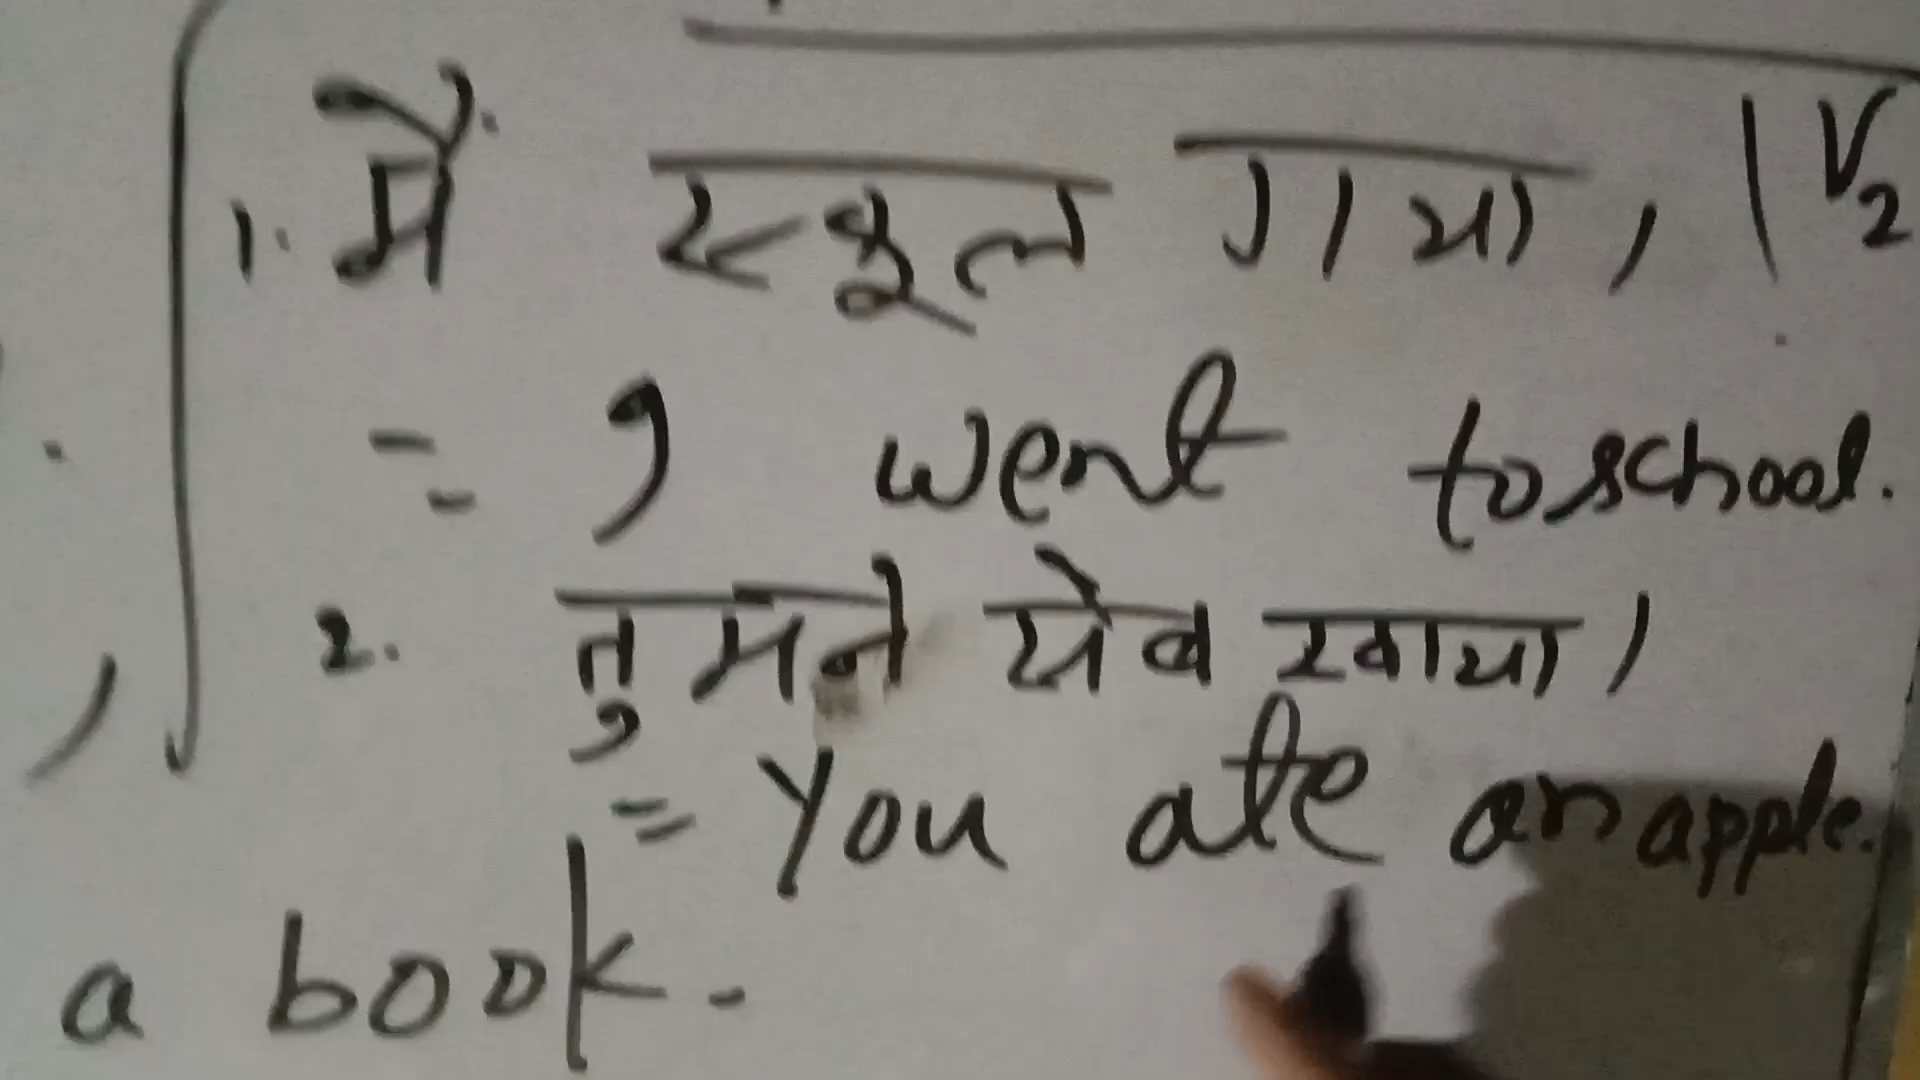 1. मैं स्कूल गया, | V2
= I went to school.
2. तुमने सेव खाया।
= You ate an apple.
a book.